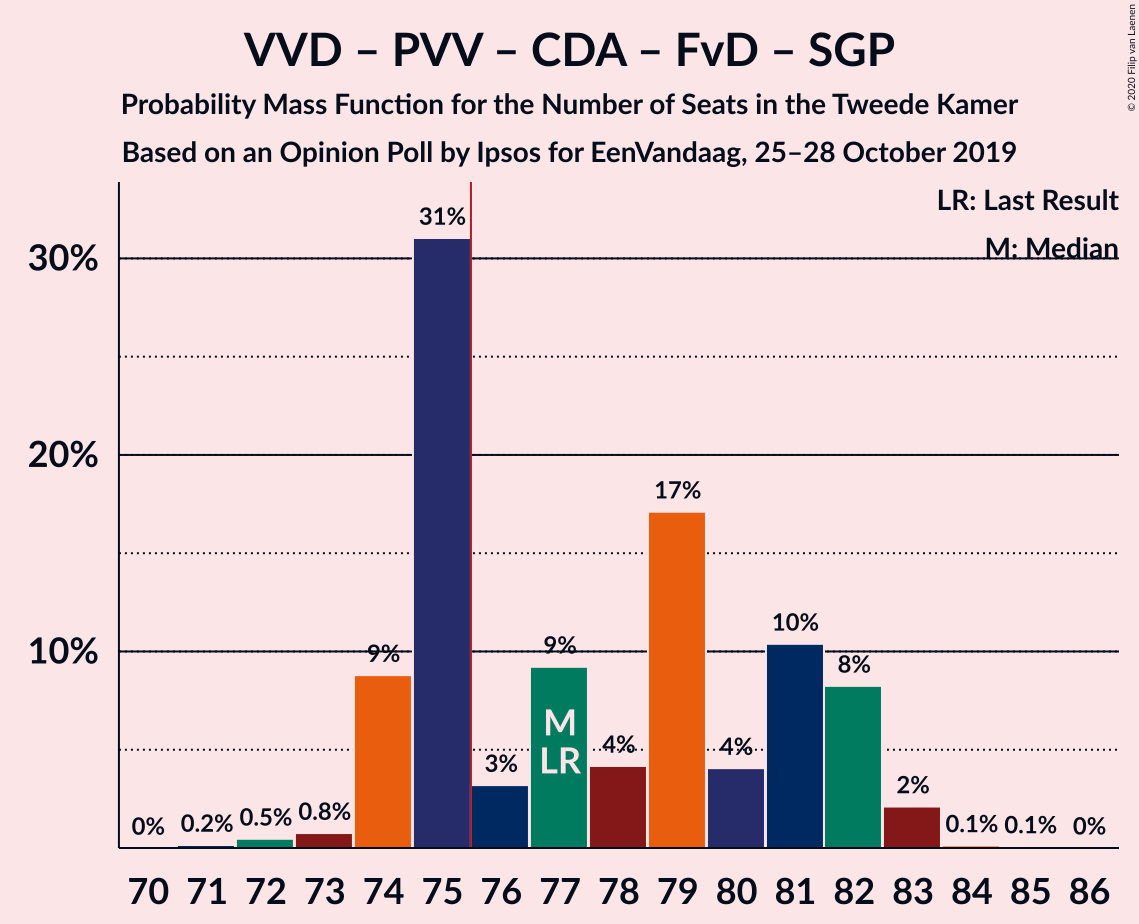 VVD – PVV – CDA – FvD – SGP
Probability Mass Function for the Number of Seats in the Tweede Kamer
Based on an Opinion Poll by Ipsos for EenVandaag, 25–28 October 2019
© 2020 Filip van Laenen
LR: Last Result
M: Median
30%
20%
10%
0%
0.2%
0.5%
0.8%
9%
31%
3%
9%
4%
17%
4%
10%
8%
2%
0.1%
0.1%
0%
M
LR
70 71 72 73 74 75 76 77 78 79 80 81 82 83 84 85 86